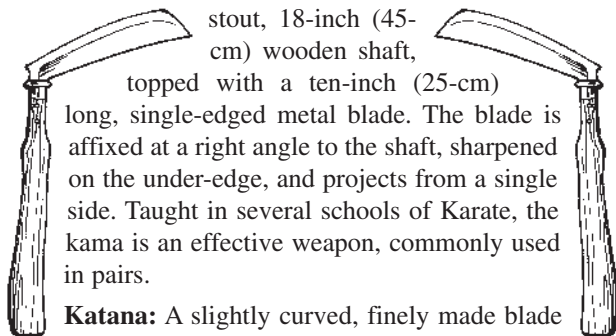 stout, 18-inch (45-
cm) wooden shaft,
topped with a ten-inch (25-cm)
long, single-edged metal blade. The blade is
affixed at a right angle to the shaft, sharpened
on the under-edge, and projects from a single
side. Taught in several schools of Karate, the
kama is an effective weapon, commonly used
in pairs.
Katana: A slightly curved, finely made blade